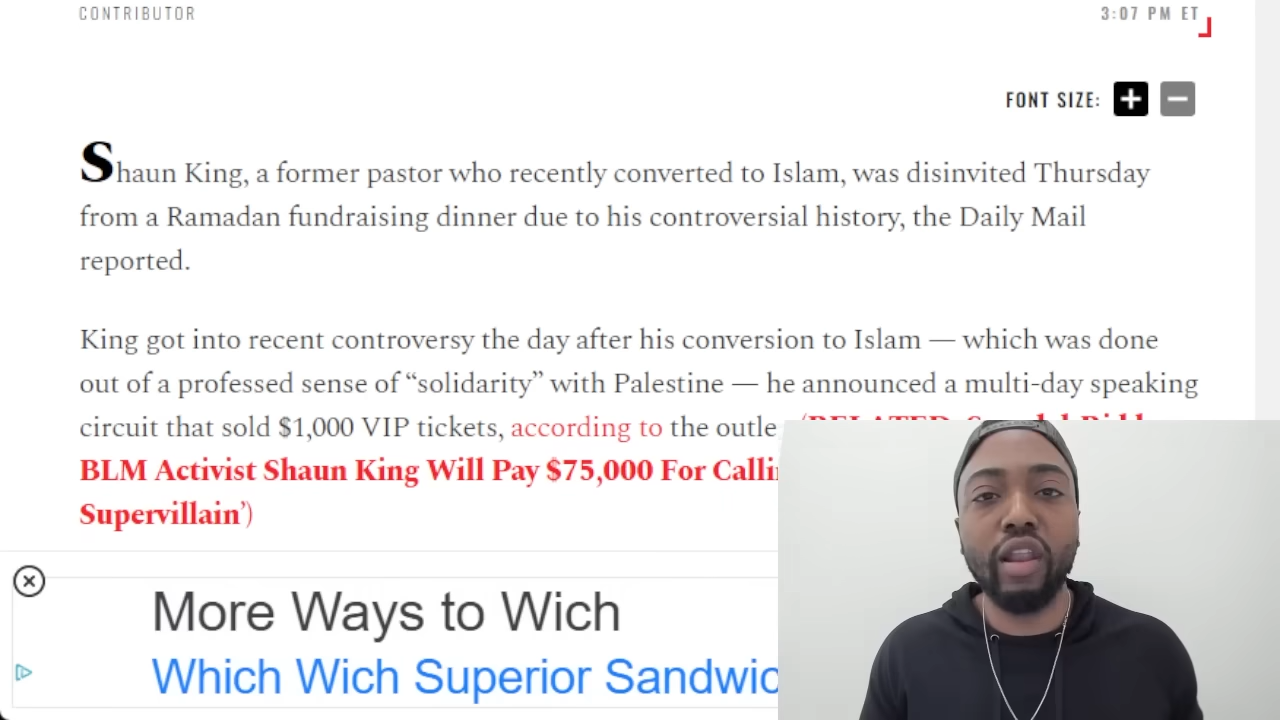 CONTRIBUTOR
3:07 PM ET
FONT SIZE:
Shaun King, a former pastor who recently converted to Islam, was disinvited Thursday
from a Ramadan fundraising dinner due to his controversial history, the Daily Mail
reported.
King got into recent controversy the day after his conversion to Islam — which was done
out of a professed sense of “solidarity” with Palestine — he announced a multi-day speaking
circuit that sold $1,000 VIP tickets, according to the
BLM Activist Shaun King Will Pay $75,000 For
Supervillain’)
More Ways to Wich
Which Wich Superior